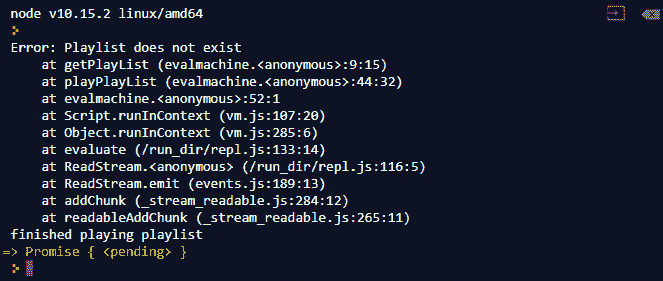 node v10.15.2 linux/amd64
>
Error: Playlist does not exist
at getPlayList (evalmachine.<anonymous>:9:15)
at playPlayList (evalmachine.<anonymous>:44:32)
at evalmachine.<anonymous>:52:1
at Script.runInContext (vm.js:107:20)
at Object.runInContext (vm.js:285:6)
at evaluate (/run_dir/repl.js:133:14)
at ReadStream.<anonymous> (/run_dir/repl.js:116:5)
at ReadStream.emit (events.js:189:13)
at addChunk (_stream_readable.js:284:12)
at readableAddChunk (_stream_readable.js:265:11)
finished playing playlist
=> Promise { <pending> }
>